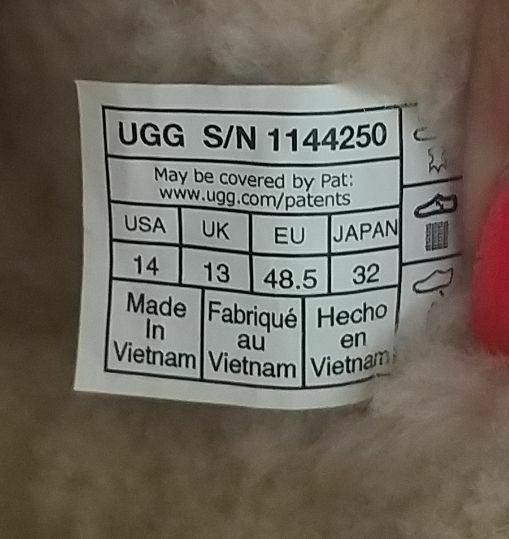 UGG S/N 1144250
May be covered by Pat:
www.ugg.com/patents
USA UK EU JAPAN
14 13 48.5 32
Made
In
Vietnam
Fabriqué
au
Vietnam
Hecho
en
Vietnam